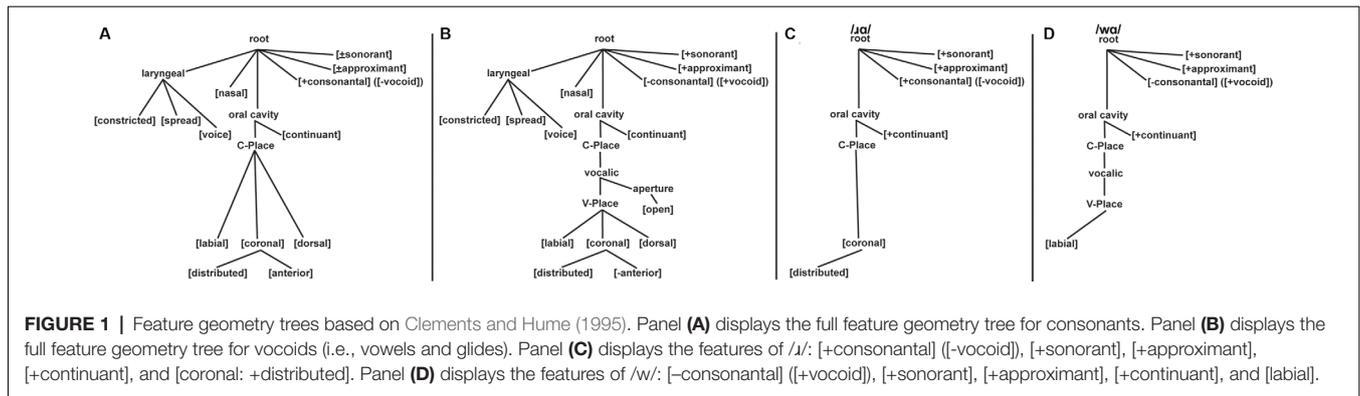 A
root
[±sonorant]
[±approximant]
[+consonantal] ([-vocoid])
laryngeal
[nasal]
[constricted] [spread]
[voice]
oral cavity
[continuant]
C-Place
[labial] [coronal] [dorsal]
[distributed] [anterior]
B
root
[+sonorant]
[+approximant]
[-consonantal] ([+vocoid])
laryngeal
[nasal]
[constricted] [spread]
[voice]
oral cavity
[continuant]
C-Place
vocalic
aperture
[open]
V-Place
[labial] [coronal] [dorsal]
[distributed] [-anterior]
C
/ɹɑ/
root
[+sonorant]
[+approximant]
[+consonantal] ([-vocoid])
oral cavity
[+continuant]
C-Place
[coronal]
[distributed]
D
/wɑ/
root
[+sonorant]
[+approximant]
[-consonantal] ([+vocoid])
oral cavity
[+continuant]
C-Place
vocalic
V-Place
[labial]
FIGURE 1 | Feature geometry trees based on Clements and Hume (1995). Panel (A) displays the full feature geometry tree for consonants. Panel (B) displays the
full feature geometry tree for vocoids (i.e., vowels and glides). Panel (C) displays the features of /ɹ/: [+consonantal] ([-vocoid]), [+sonorant], [+approximant],
[+continuant], and [coronal: +distributed]. Panel (D) displays the features of /w/: [–consonantal] ([+vocoid]), [+sonorant], [+approximant], [+continuant], and [labial].